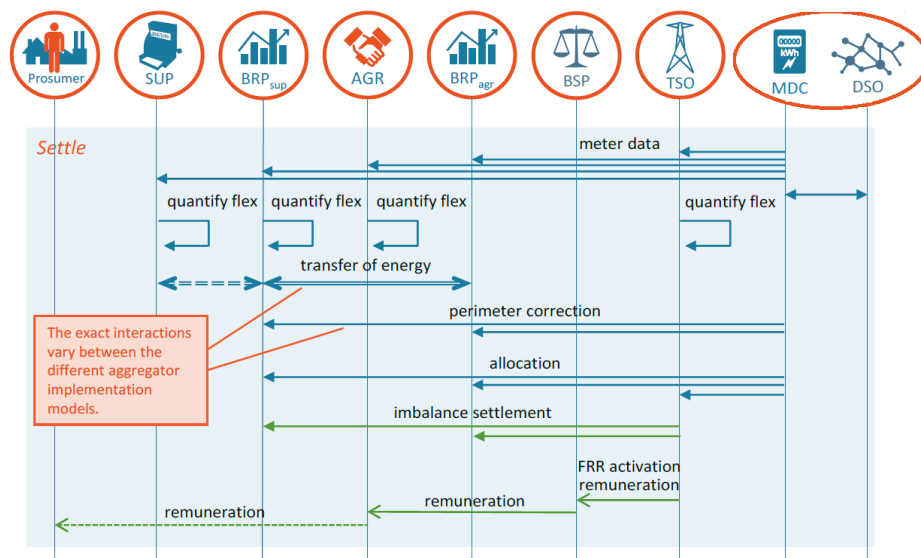 00000
kWh
Prosumer
SUP
BRPsup
AGR
BRPagr
BSP
TSO
MDC
DSO
Settle
meter data
quantify flex
quantify flex
quantify flex
quantify flex
transfer of energy
perimeter correction
The exact interactions
vary between the
different aggregator
implementation
models.
allocation
imbalance settlement
FRR activation
remuneration
remuneration
remuneration